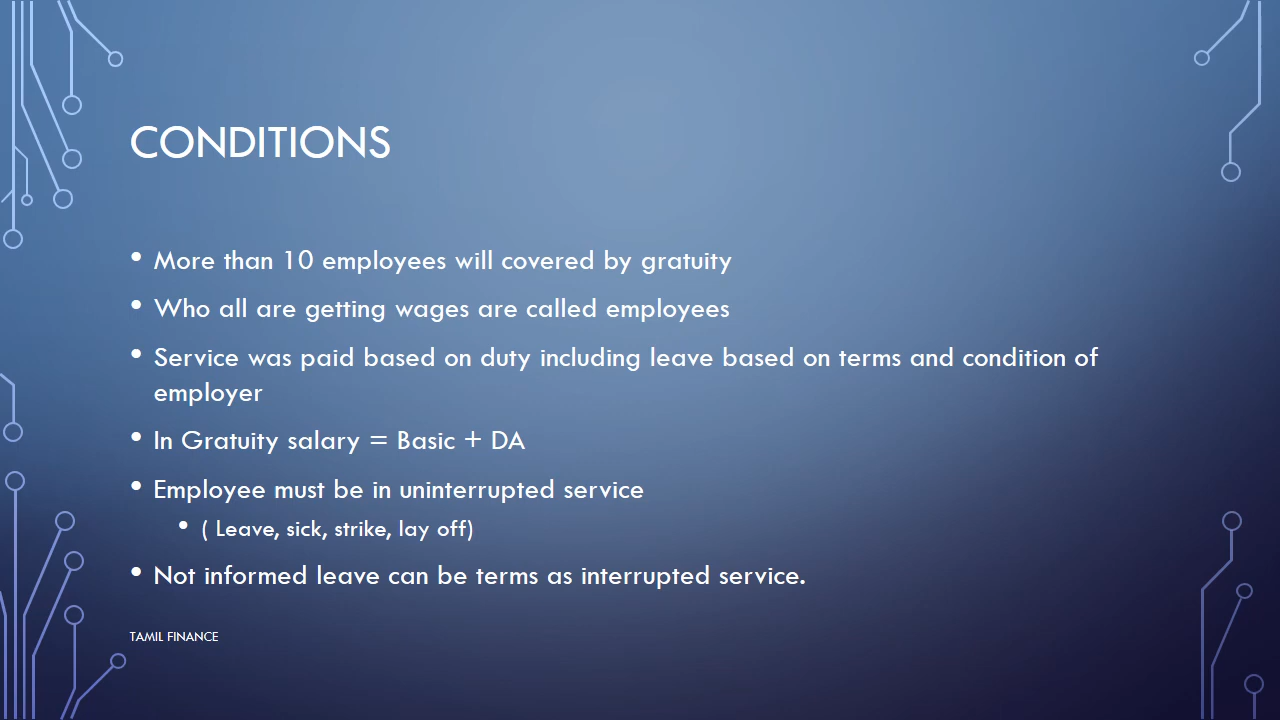 CONDITIONS
• More than 10 employees will covered by gratuity
• Who all are getting wages are called employees
• Service was paid based on duty including leave based on terms and condition of
employer
• In Gratuity salary = Basic + DA
• Employee must be in uninterrupted service
• ( Leave, sick, strike, lay off)
• Not informed leave can be terms as interrupted service.
TAMIL FINANCE